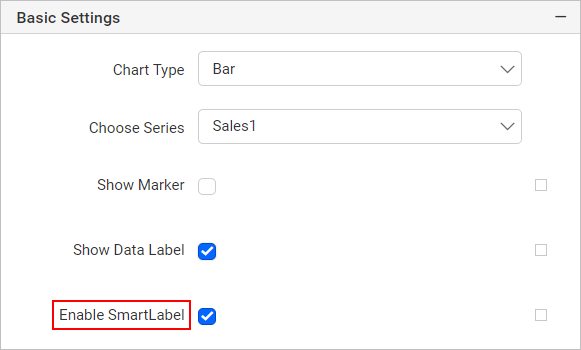 Basic Settings
Chart Type
Bar
Choose Series
Sales1
Show Marker
Show Data Label
Enable SmartLabel